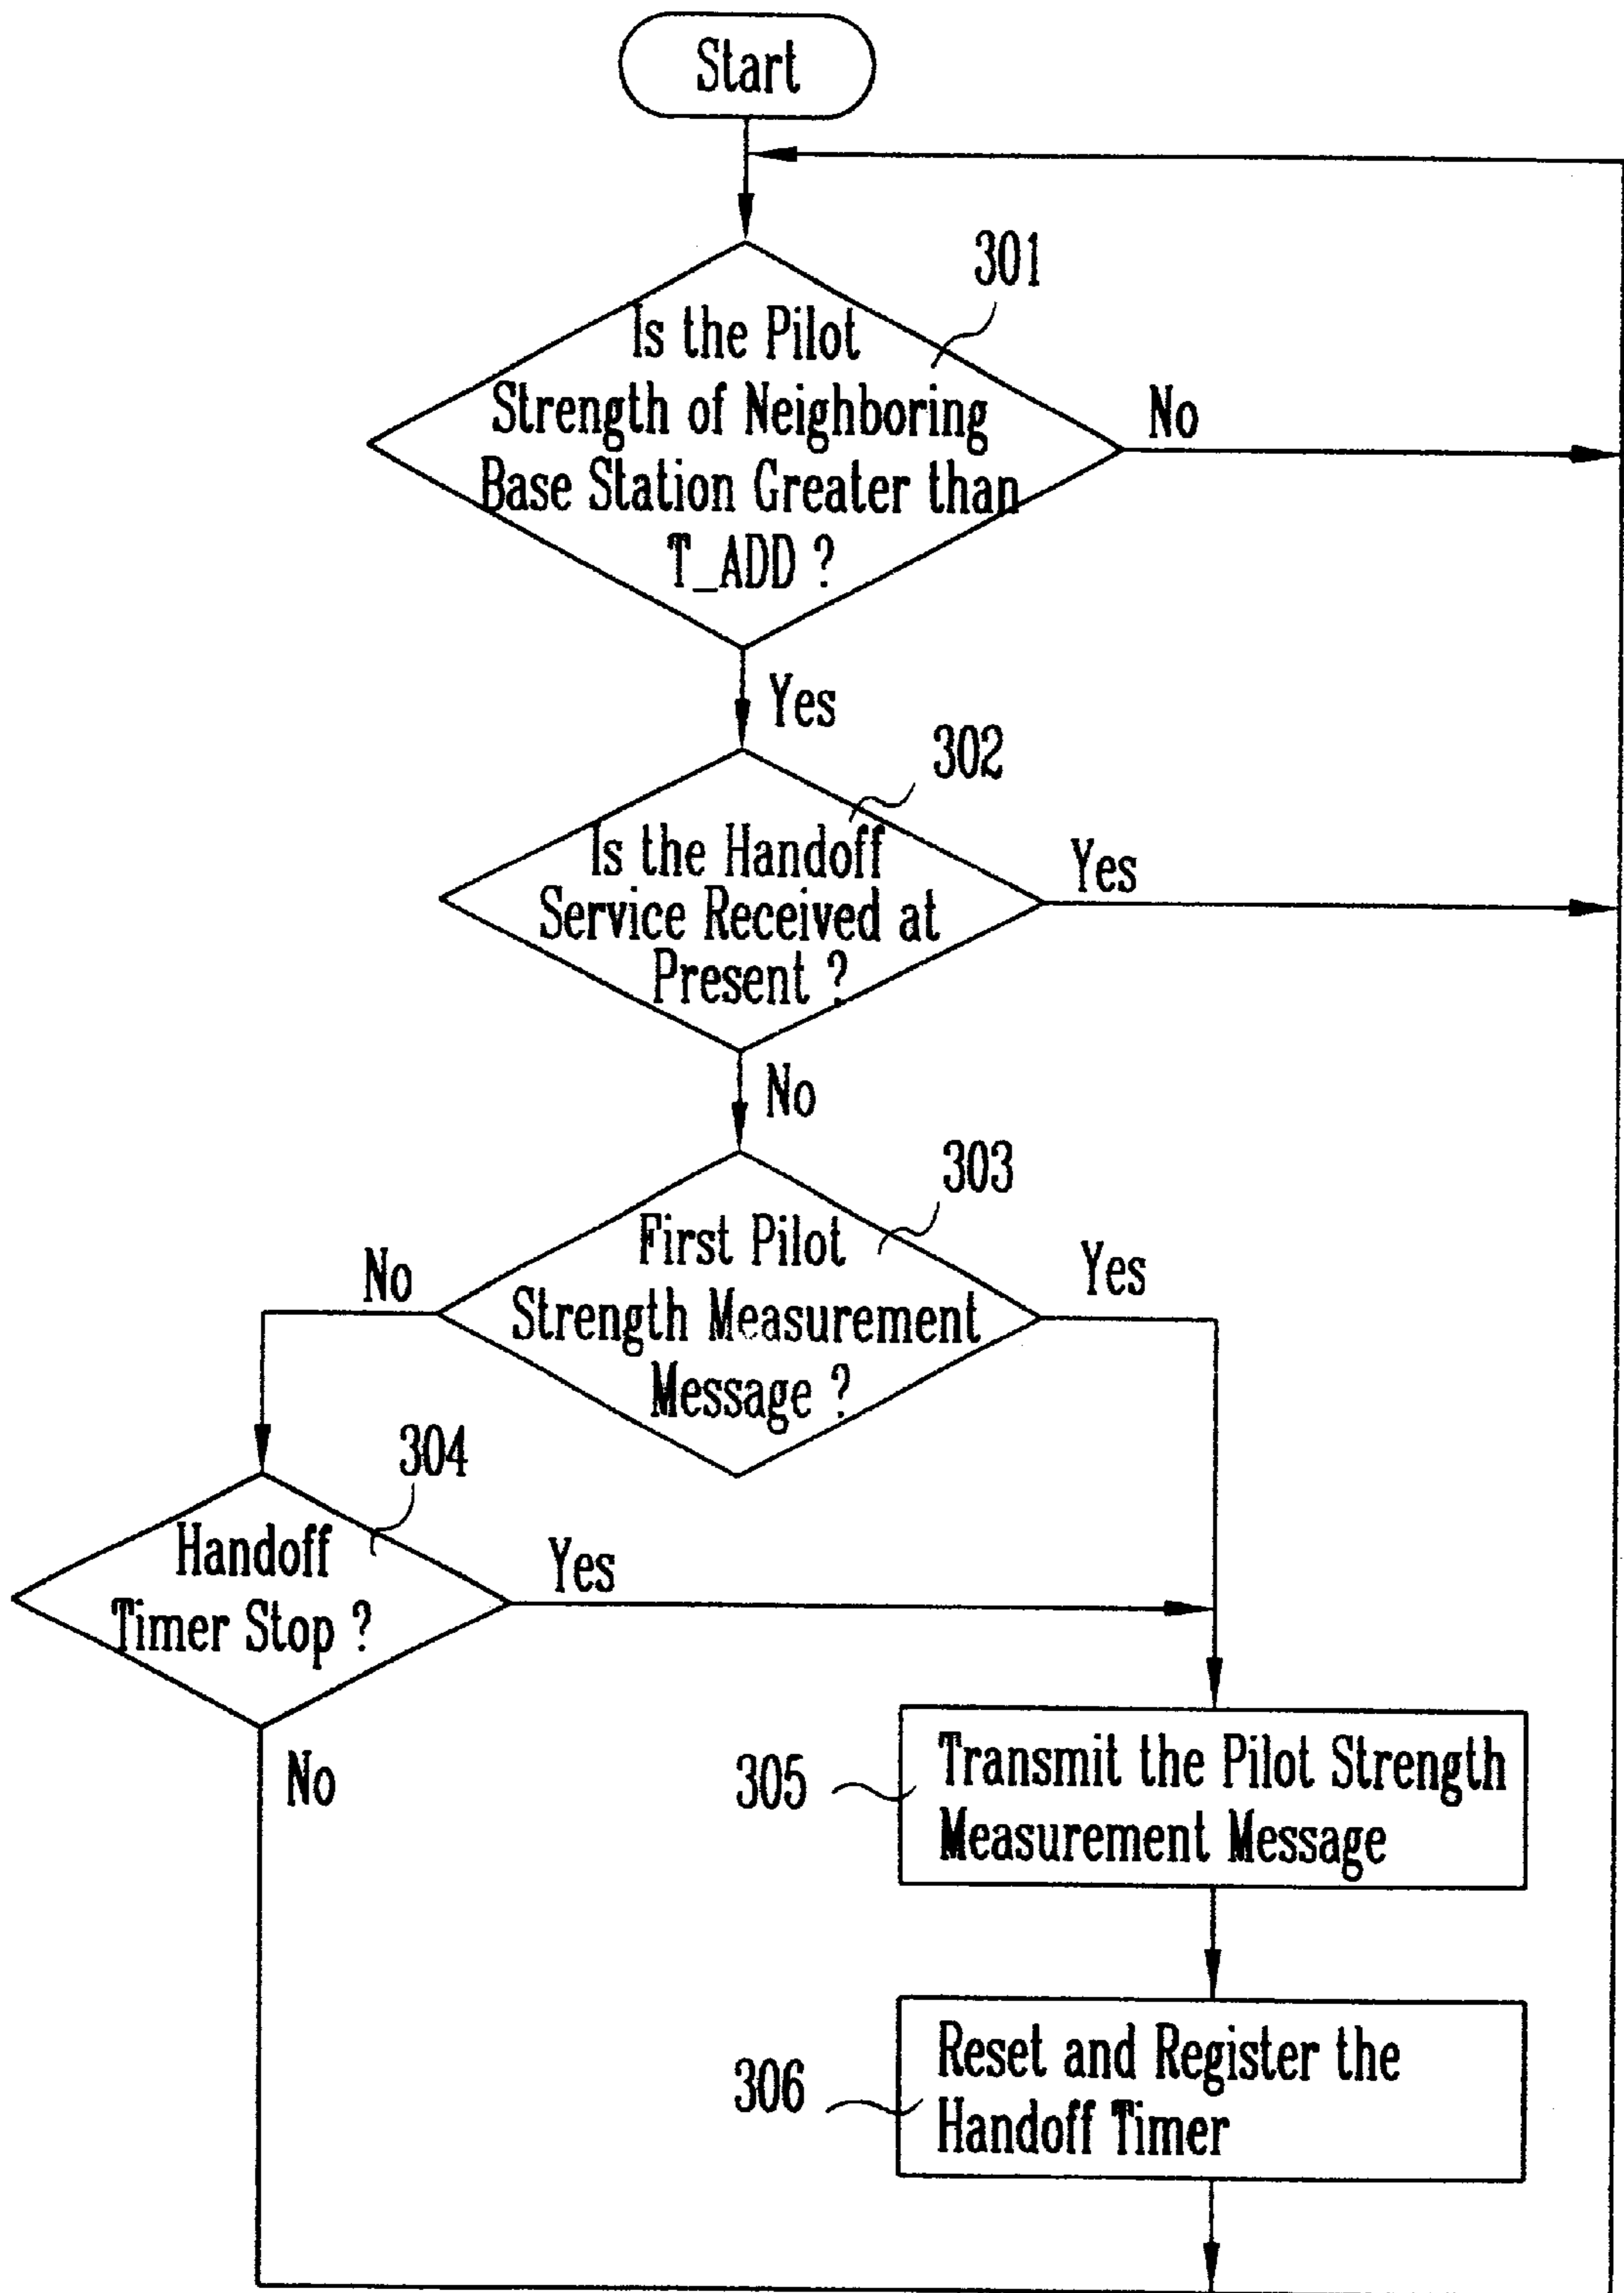 Start
301
Is the Pilot
Strength of Neighboring
Base Station Greater than
T_ADD ?
No
Yes
302
Is the Handoff
Service Received at
Present ?
Yes
No
303
First Pilot
Strength Measurement
Message ?
No
Yes
304
Handoff
Timer Stop ?
Yes
No
305
Transmit the Pilot Strength
Measurement Message
306
Reset and Register the
Handoff Timer